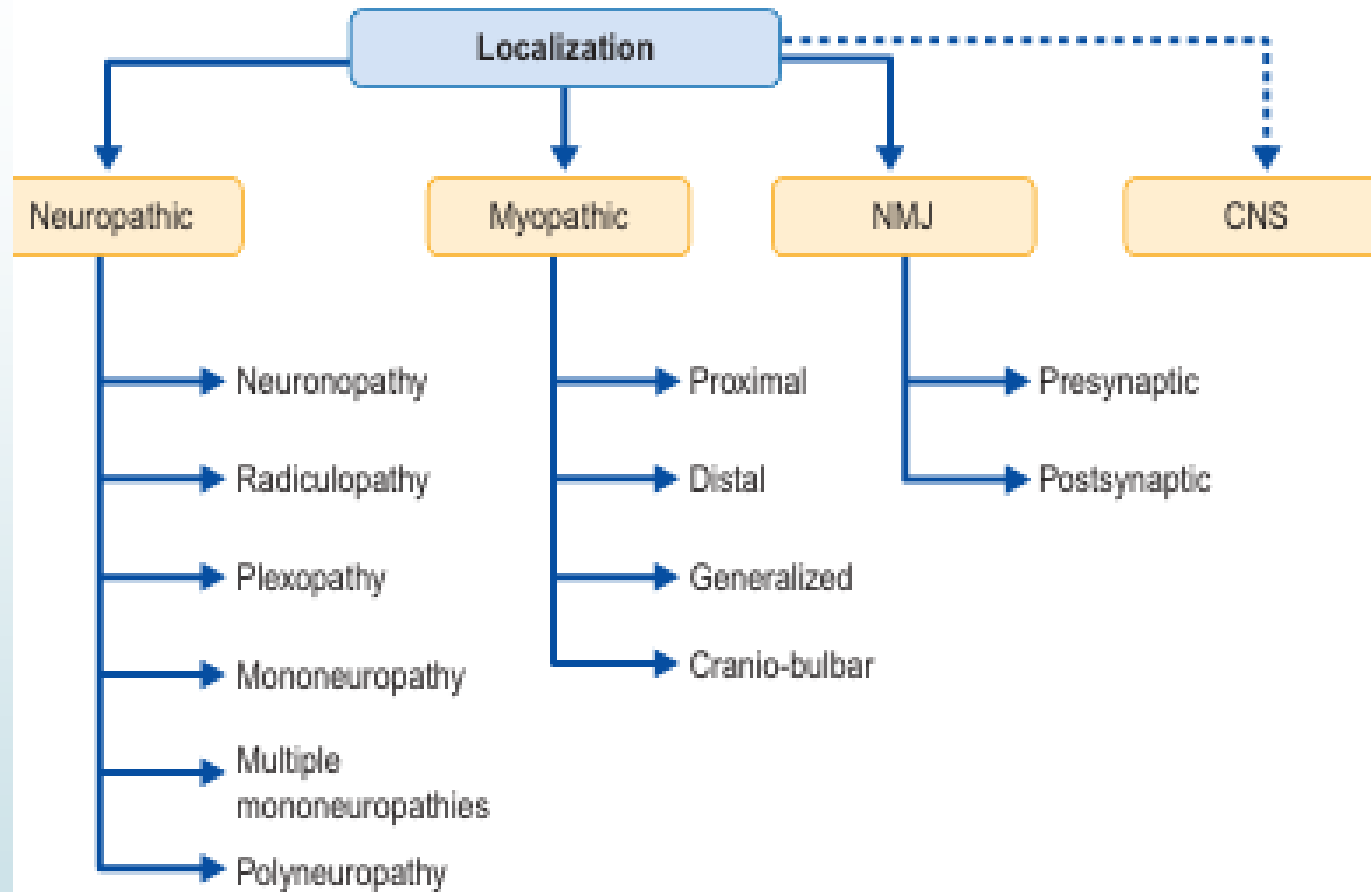 Localization
Neuropathic
Myopathic
NMJ
CNS
Neuronopathy
Radiculopathy
Plexopathy
Mononeuropathy
Multiple
mononeuropathies
Polyneuropathy
Proximal
Distal
Generalized
Cranio-bulbar
Presynaptic
Postsynaptic